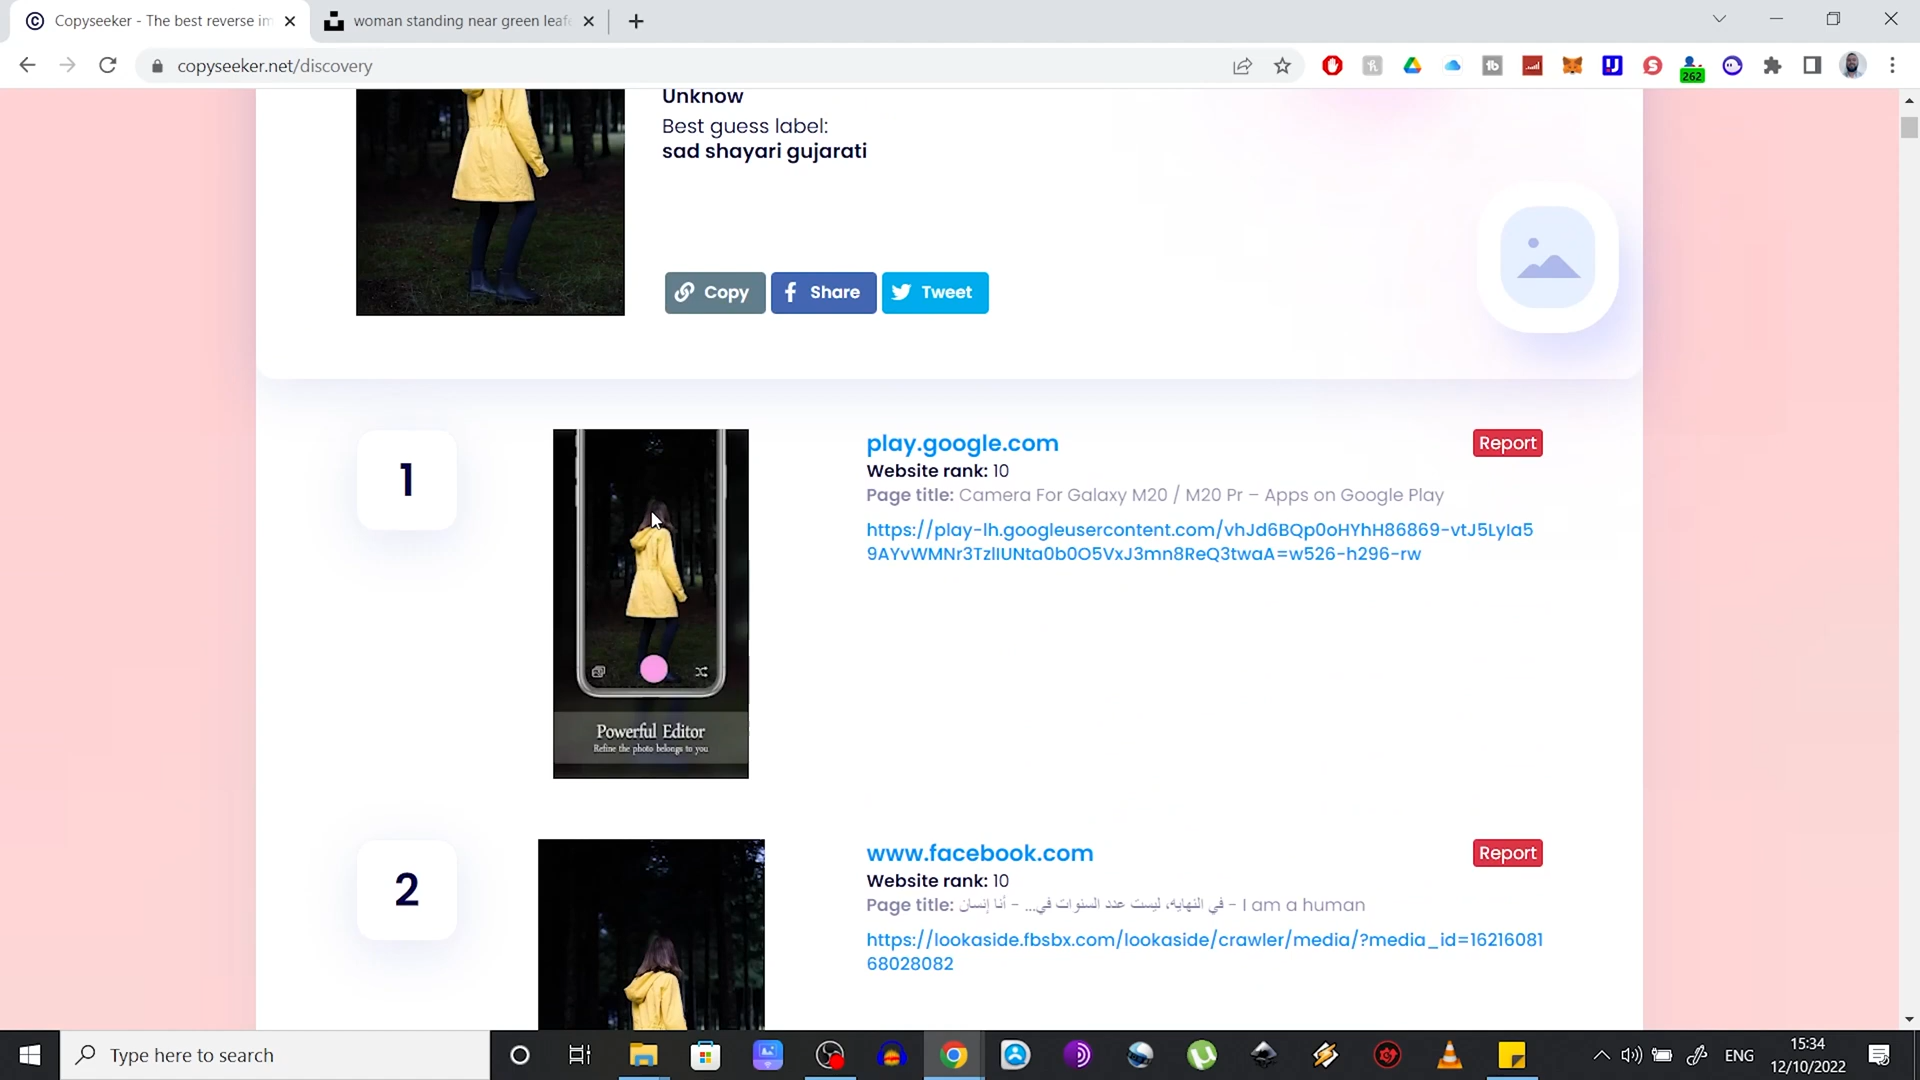 Copyseeker - The best reverse im
woman standing near green leafe
copyseeker.net/discovery
262
Unknow
Best guess label:
sad shayari gujarati
Copy
Share
Tweet
1
play.google.com
Report
Website rank: 10
Page title: Camera For Galaxy M20 / M20 Pr – Apps on Google Play
https://play-lh.googleusercontent.com/vhJd6BQp0oHYhH86869-vtJ5LyIa5
9AYvWMNr3TzlIUNta0b0O5VxJ3mn8ReQ3twaA=w526-h296-rw
Powerful Editor
Refine the photo belongs to you
2
www.facebook.com
Report
Website rank: 10
Page title: في النهايه، ليست عدد السنوات في... - أنا إنسان - I am a human
https://lookaside.fbsbx.com/lookaside/crawler/media/?media_id=16216081
68028082
Type here to search
ENG
15:34
12/10/2022